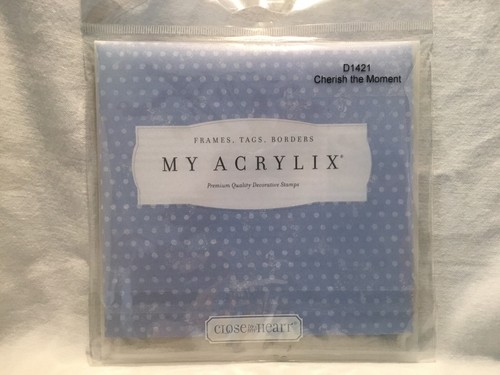 D1421
Cherish the Moment
FRAMES, TAGS, BORDERS
MY ACRYLIX®
Premium Quality Decorative Stamps
CLOSE TO MY HEART®